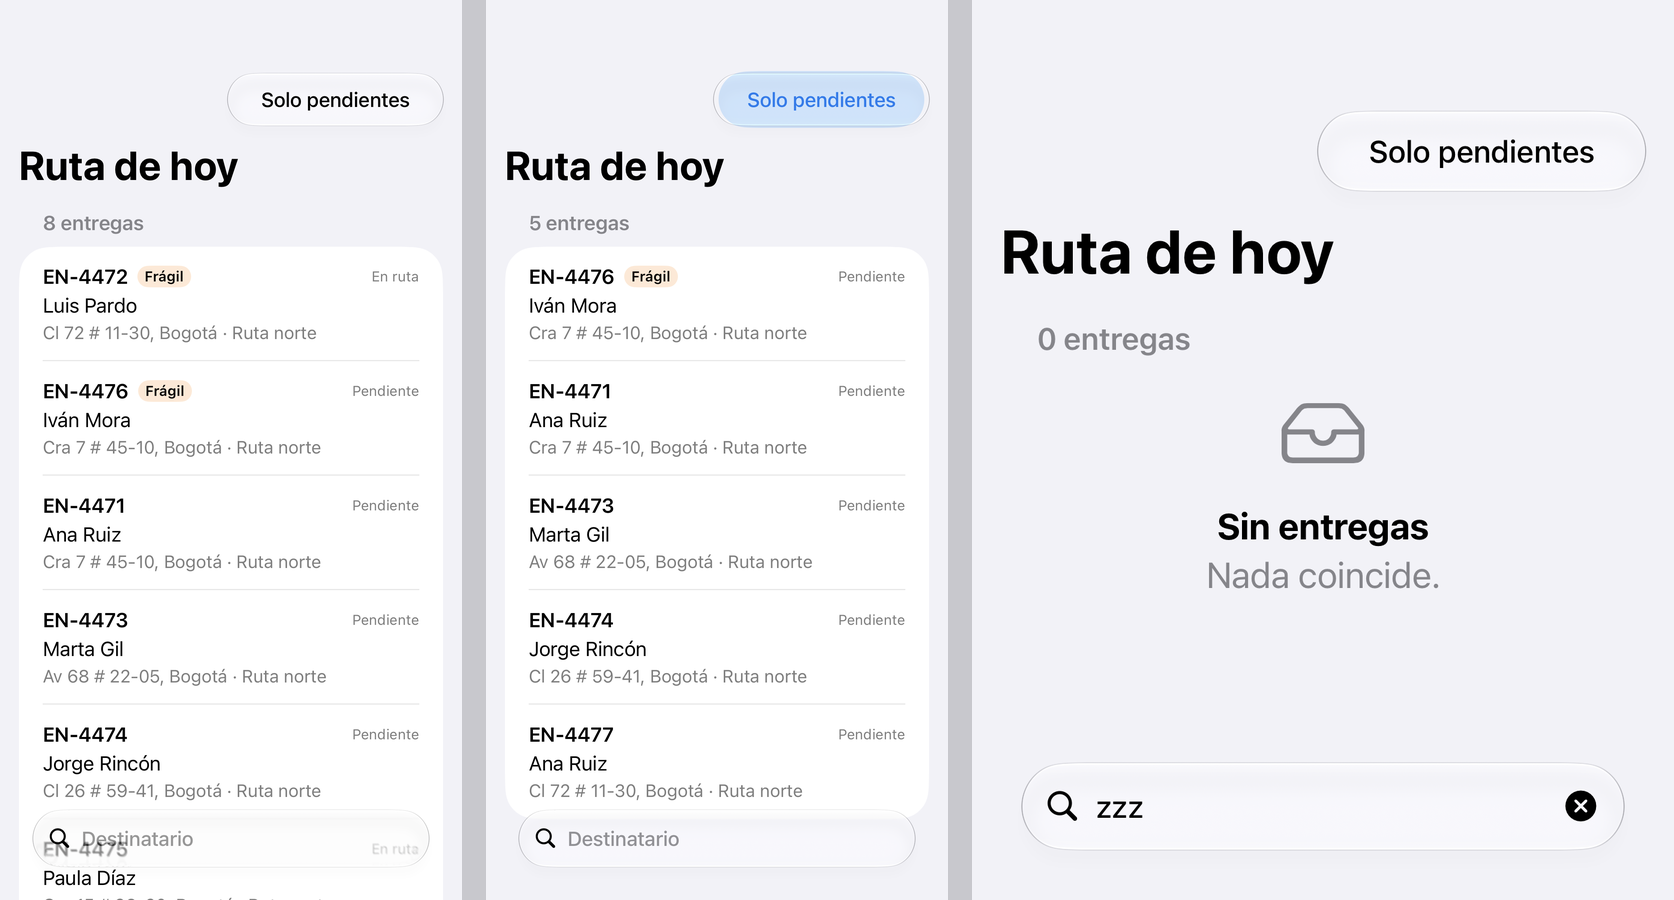 Solo pendientes
Ruta de hoy
8 entregas
EN-4472 Frágil En ruta
Luis Pardo
Cl 72 # 11-30, Bogotá · Ruta norte
EN-4476 Frágil Pendiente
Iván Mora
Cra 7 # 45-10, Bogotá · Ruta norte
EN-4471 Pendiente
Ana Ruiz
Cra 7 # 45-10, Bogotá · Ruta norte
EN-4473 Pendiente
Marta Gil
Av 68 # 22-05, Bogotá · Ruta norte
EN-4474 Pendiente
Jorge Rincón
Cl 26 # 59-41, Bogotá · Ruta norte
Destinatario
EN-4475 En ruta
Paula Díaz
Solo pendientes
Ruta de hoy
5 entregas
EN-4476 Frágil Pendiente
Iván Mora
Cra 7 # 45-10, Bogotá · Ruta norte
EN-4471 Pendiente
Ana Ruiz
Cra 7 # 45-10, Bogotá · Ruta norte
EN-4473 Pendiente
Marta Gil
Av 68 # 22-05, Bogotá · Ruta norte
EN-4474 Pendiente
Jorge Rincón
Cl 26 # 59-41, Bogotá · Ruta norte
EN-4477 Pendiente
Ana Ruiz
Cl 72 # 11-30, Bogotá · Ruta norte
Destinatario
Solo pendientes
Ruta de hoy
0 entregas
Sin entregas
Nada coincide.
zzz